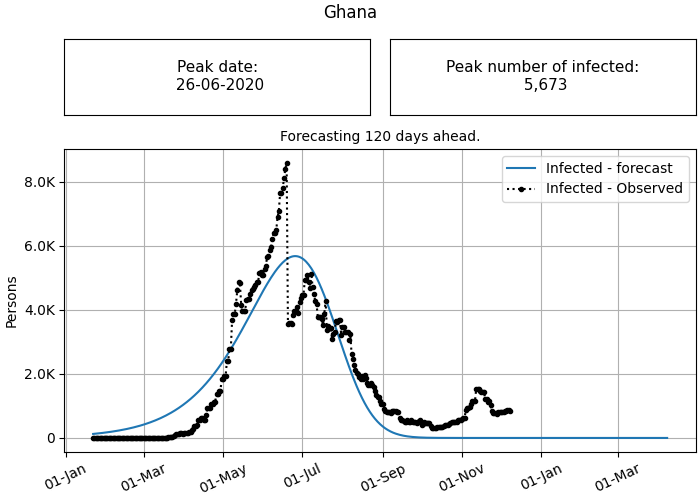 Ghana
Peak date:
26-06-2020
Peak number of infected:
5,673
Forecasting 120 days ahead.
Infected - forecast
Infected - Observed
8.0K
6.0K
4.0K
2.0K
0
Persons
01-Jan
01-Mar
01-May
01-Jul
01-Sep
01-Nov
01-Jan
01-Mar